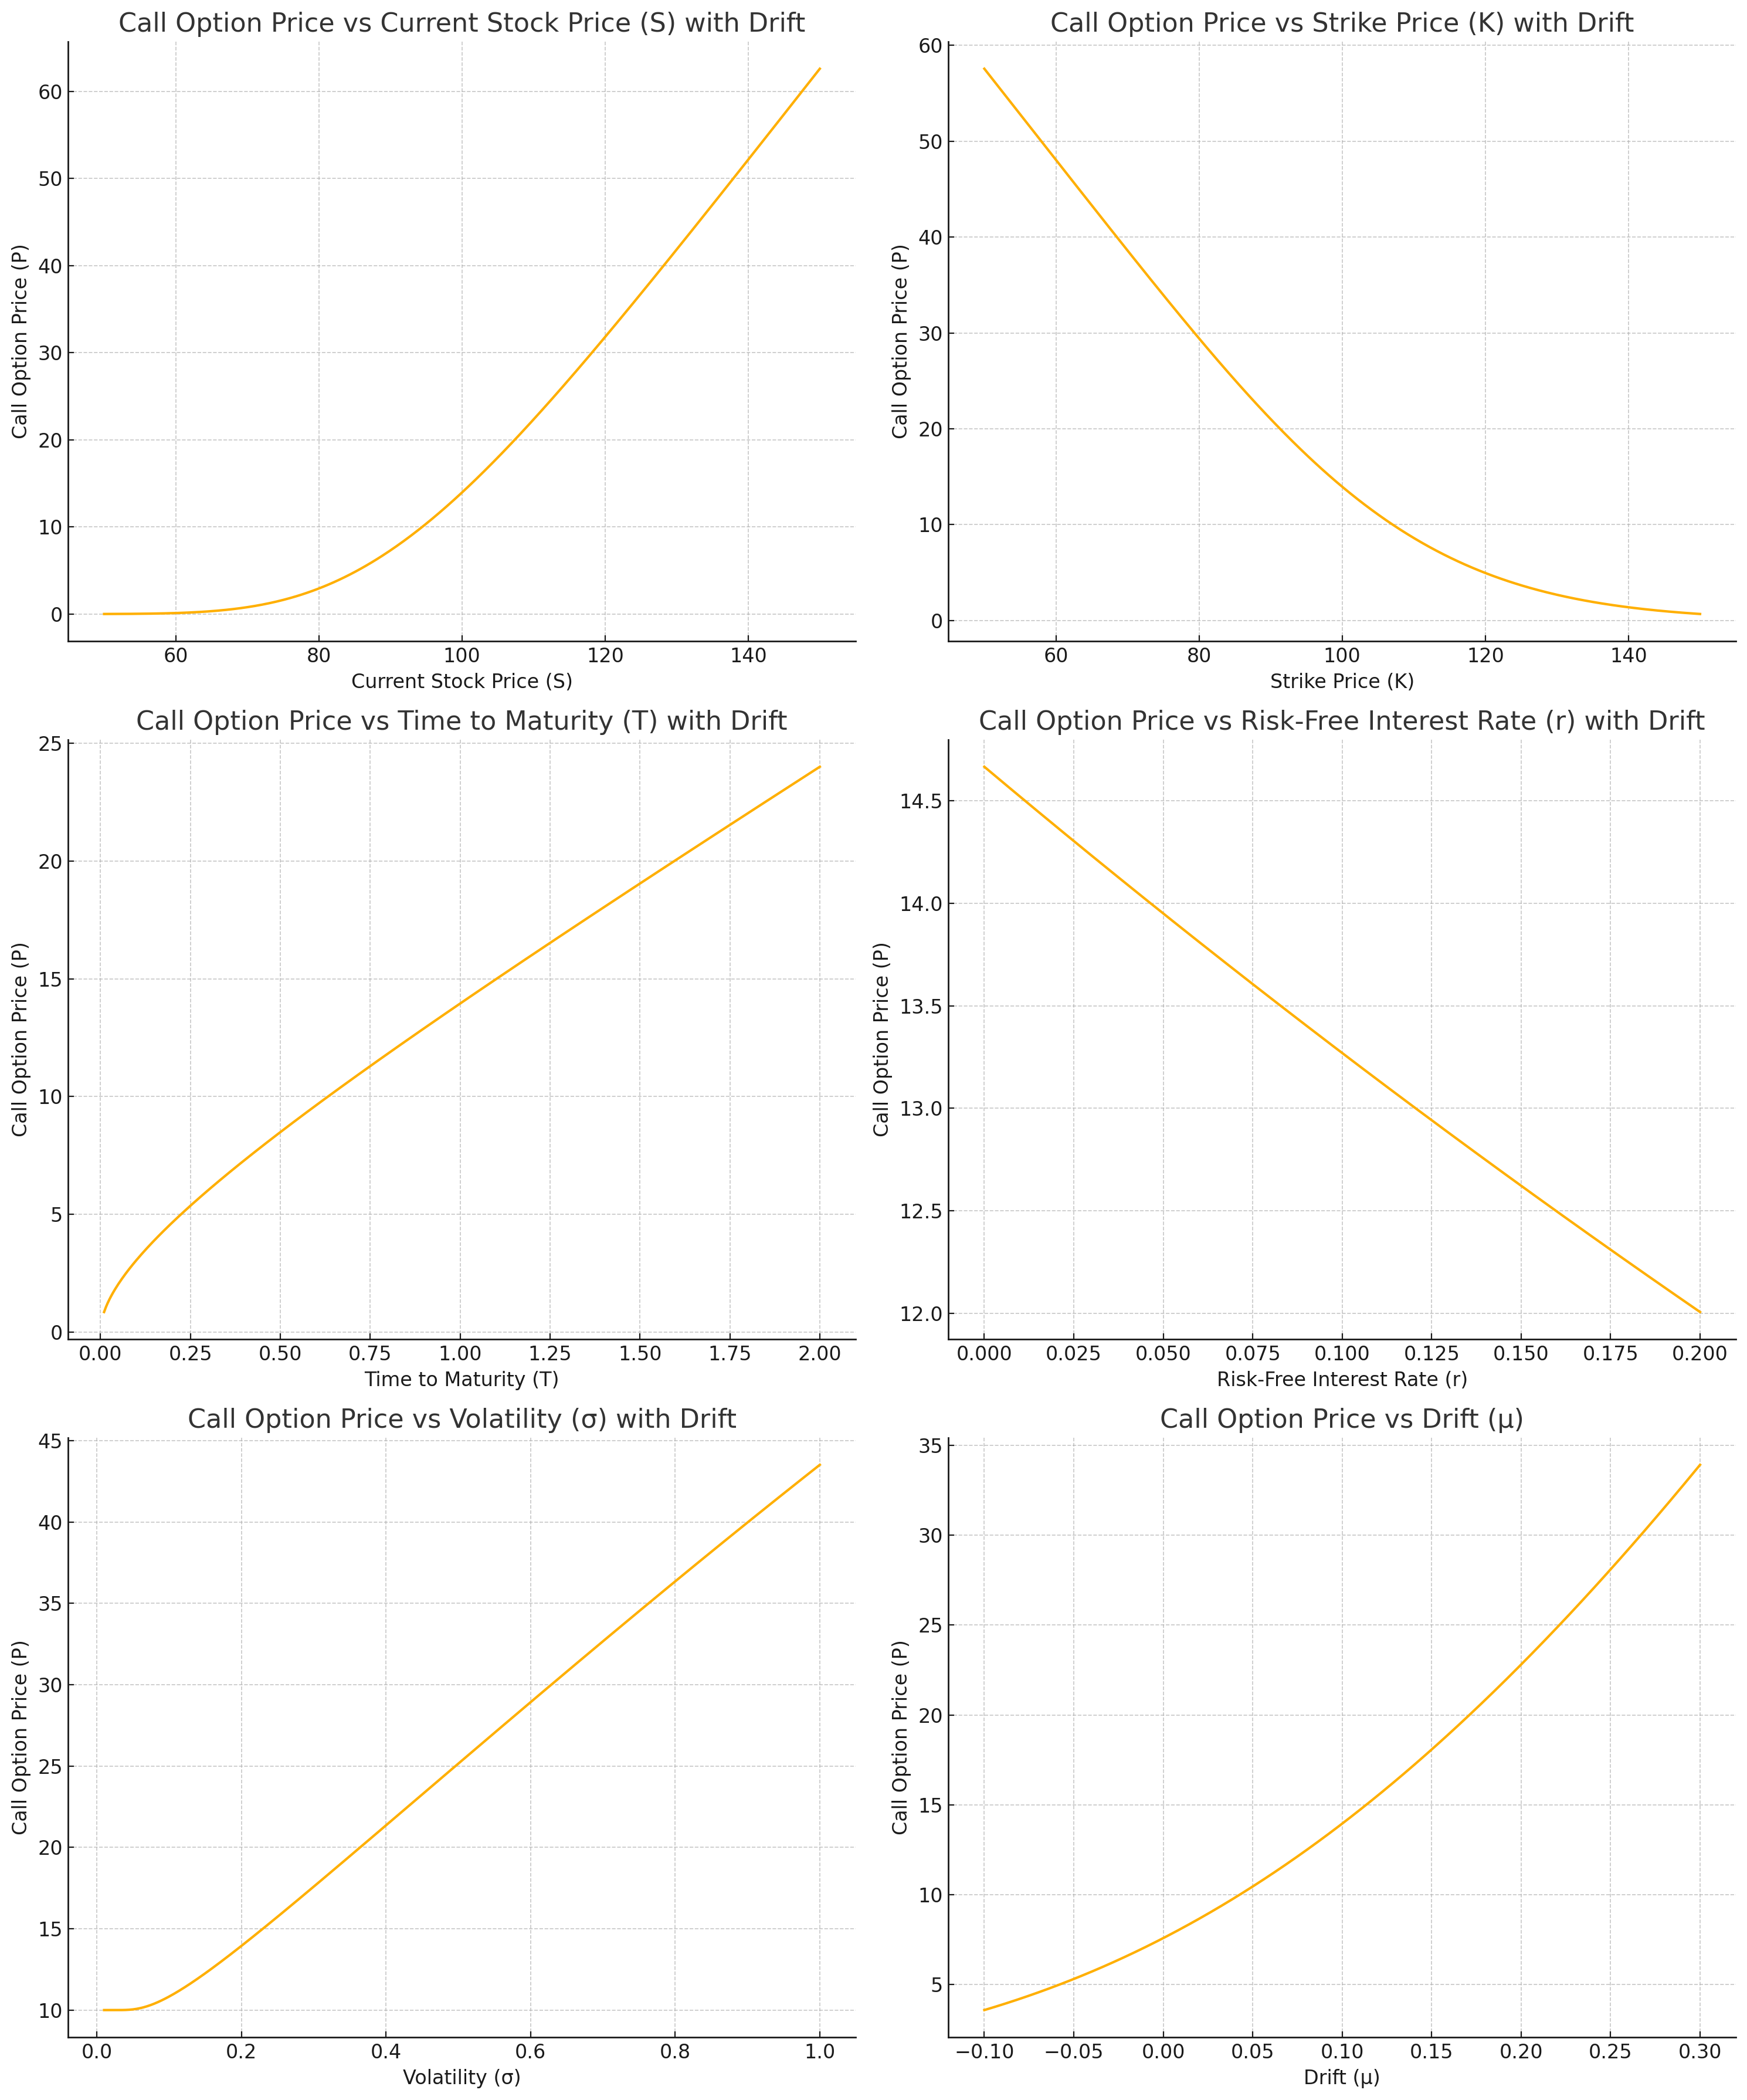 Call Option Price vs Current Stock Price (S) with Drift
Call Option Price (P)
60
50
40
30
20
10
0
60 80 100 120 140
Current Stock Price (S)
Call Option Price vs Strike Price (K) with Drift
Call Option Price (P)
60
50
40
30
20
10
0
60 80 100 120 140
Strike Price (K)
Call Option Price vs Time to Maturity (T) with Drift
Call Option Price (P)
25
20
15
10
5
0
0.00 0.25 0.50 0.75 1.00 1.25 1.50 1.75 2.00
Time to Maturity (T)
Call Option Price vs Risk-Free Interest Rate (r) with Drift
Call Option Price (P)
14.5
14.0
13.5
13.0
12.5
12.0
0.000 0.025 0.050 0.075 0.100 0.125 0.150 0.175 0.200
Risk-Free Interest Rate (r)
Call Option Price vs Volatility (σ) with Drift
Call Option Price (P)
45
40
35
30
25
20
15
10
0.0 0.2 0.4 0.6 0.8 1.0
Volatility (σ)
Call Option Price vs Drift (μ)
Call Option Price (P)
35
30
25
20
15
10
5
−0.10 −0.05 0.00 0.05 0.10 0.15 0.20 0.25 0.30
Drift (μ)